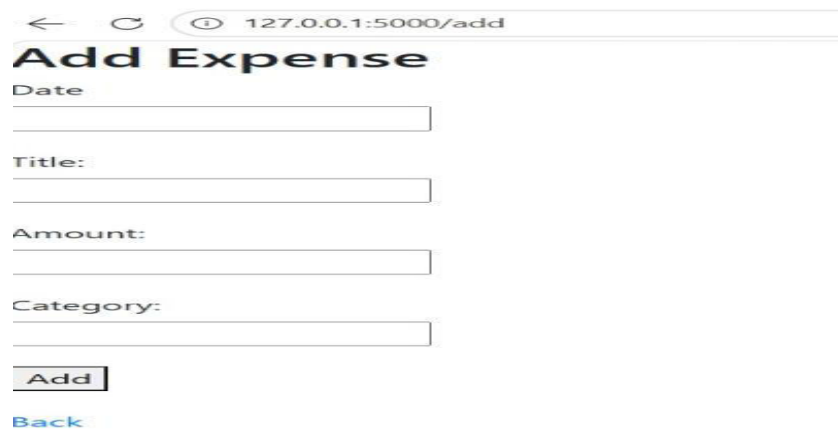 127.0.0.1:5000/add
Add Expense
Date
Title:
Amount:
Category:
Add
Back